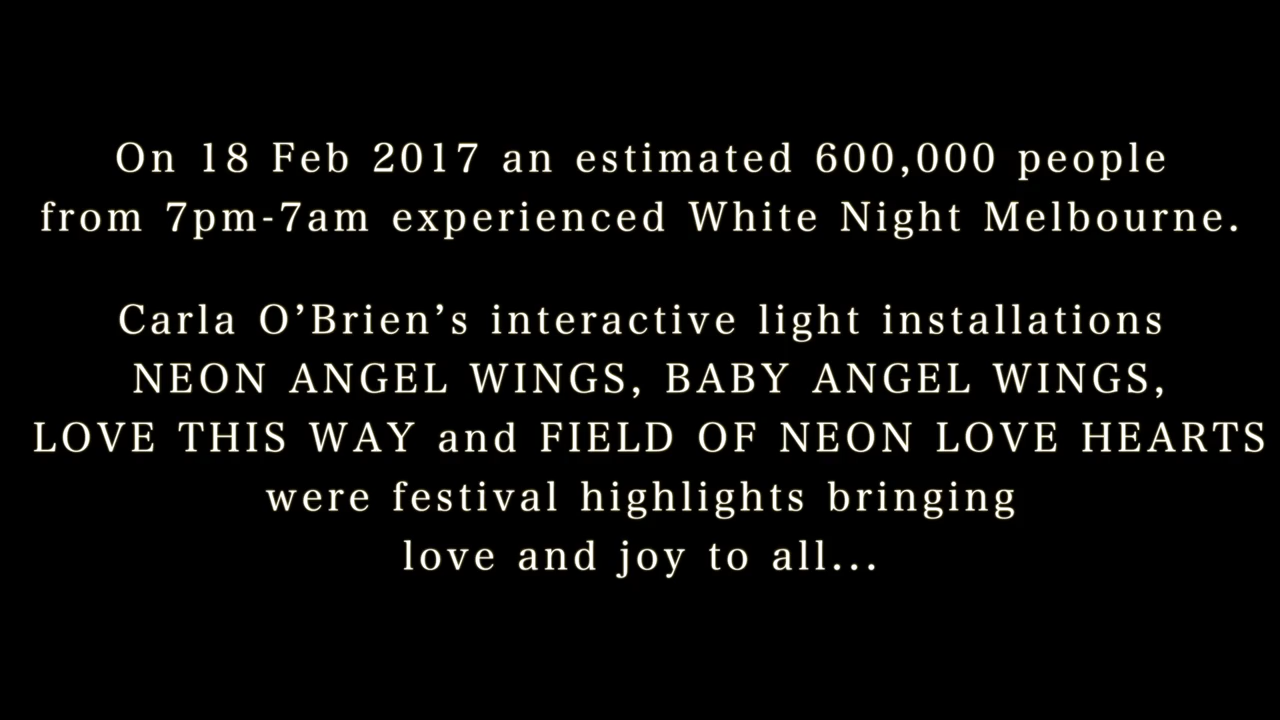 On 18 Feb 2017 an estimated 600,000 people
from 7pm-7am experienced White Night Melbourne.
Carla O’Brien’s interactive light installations
NEON ANGEL WINGS, BABY ANGEL WINGS,
LOVE THIS WAY and FIELD OF NEON LOVE HEARTS
were festival highlights bringing
love and joy to all...